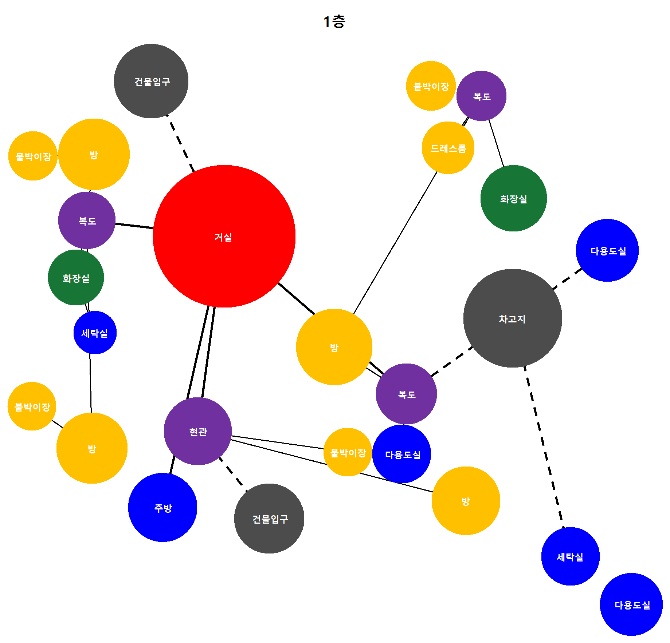 1층
건물입구
붙박이장
복도
드레스룸
붙박이장
방
화장실
복도
거실
다용도실
화장실
차고지
세탁실
방
복도
붙박이장
현관
방
붙박이장
다용도실
방
주방
건물입구
세탁실
다용도실